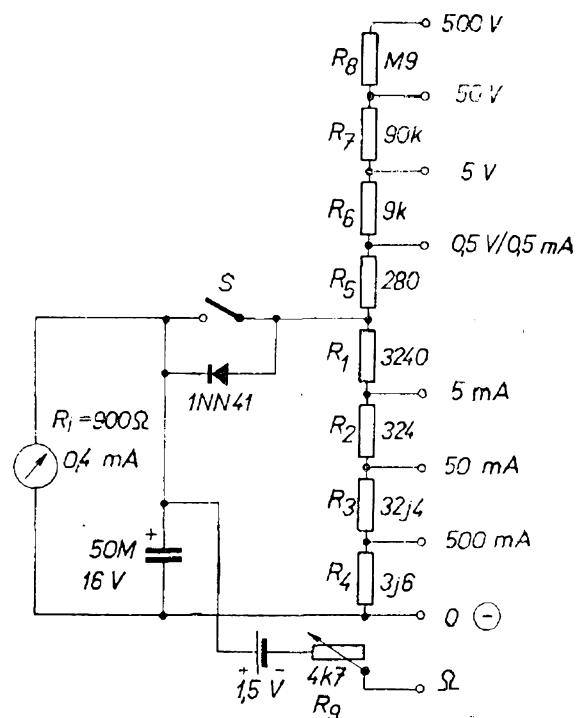 500 V
R8 M9
50 V
R7 90k
5 V
R6 9k
0,5 V/0,5 mA
R5 280
S
R1 3240
1NN41
5 mA
Ri = 900Ω
0,4 mA
R2 324
50 mA
R3 32j4
500 mA
+
50M
16 V
R4 3j6
0 ⊖
+ -
1,5 V
4k7
R9
Ω